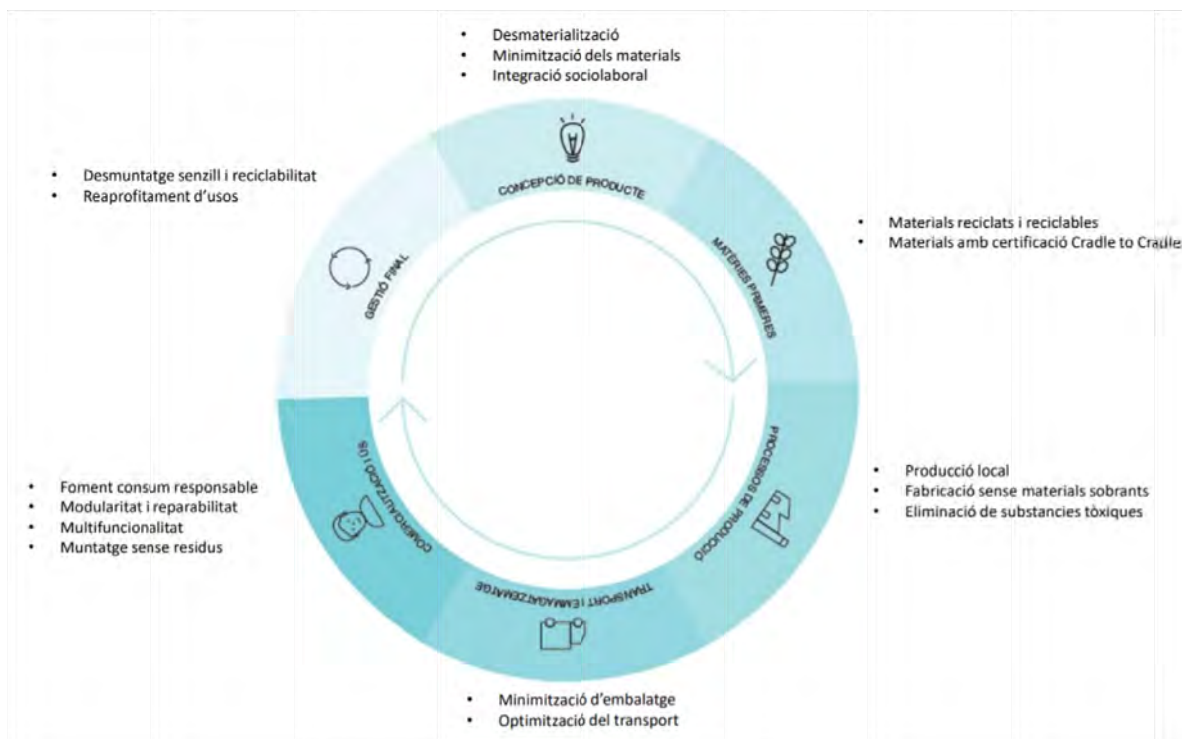 • Desmaterialització
• Minimització dels materials
• Integració sociolaboral
CONCEPCIÓ DE PRODUCTE
• Materials reciclats i reciclables
• Materials amb certificació Cradle to Cradle
MATÈRIES PRIMERES
• Producció local
• Fabricació sense materials sobrants
• Eliminació de substancies tòxiques
PROCESSOS DE PRODUCCIÓ
• Minimització d'embalatge
• Optimització del transport
TRANSPORT I EMMAGATZEMATGE
• Foment consum responsable
• Modularitat i reparabilitat
• Multifuncionalitat
• Muntatge sense residus
COMERCIALITZACIÓ I ÚS
• Desmuntatge senzill i reciclabilitat
• Reaprofitament d'usos
GESTIÓ FINAL